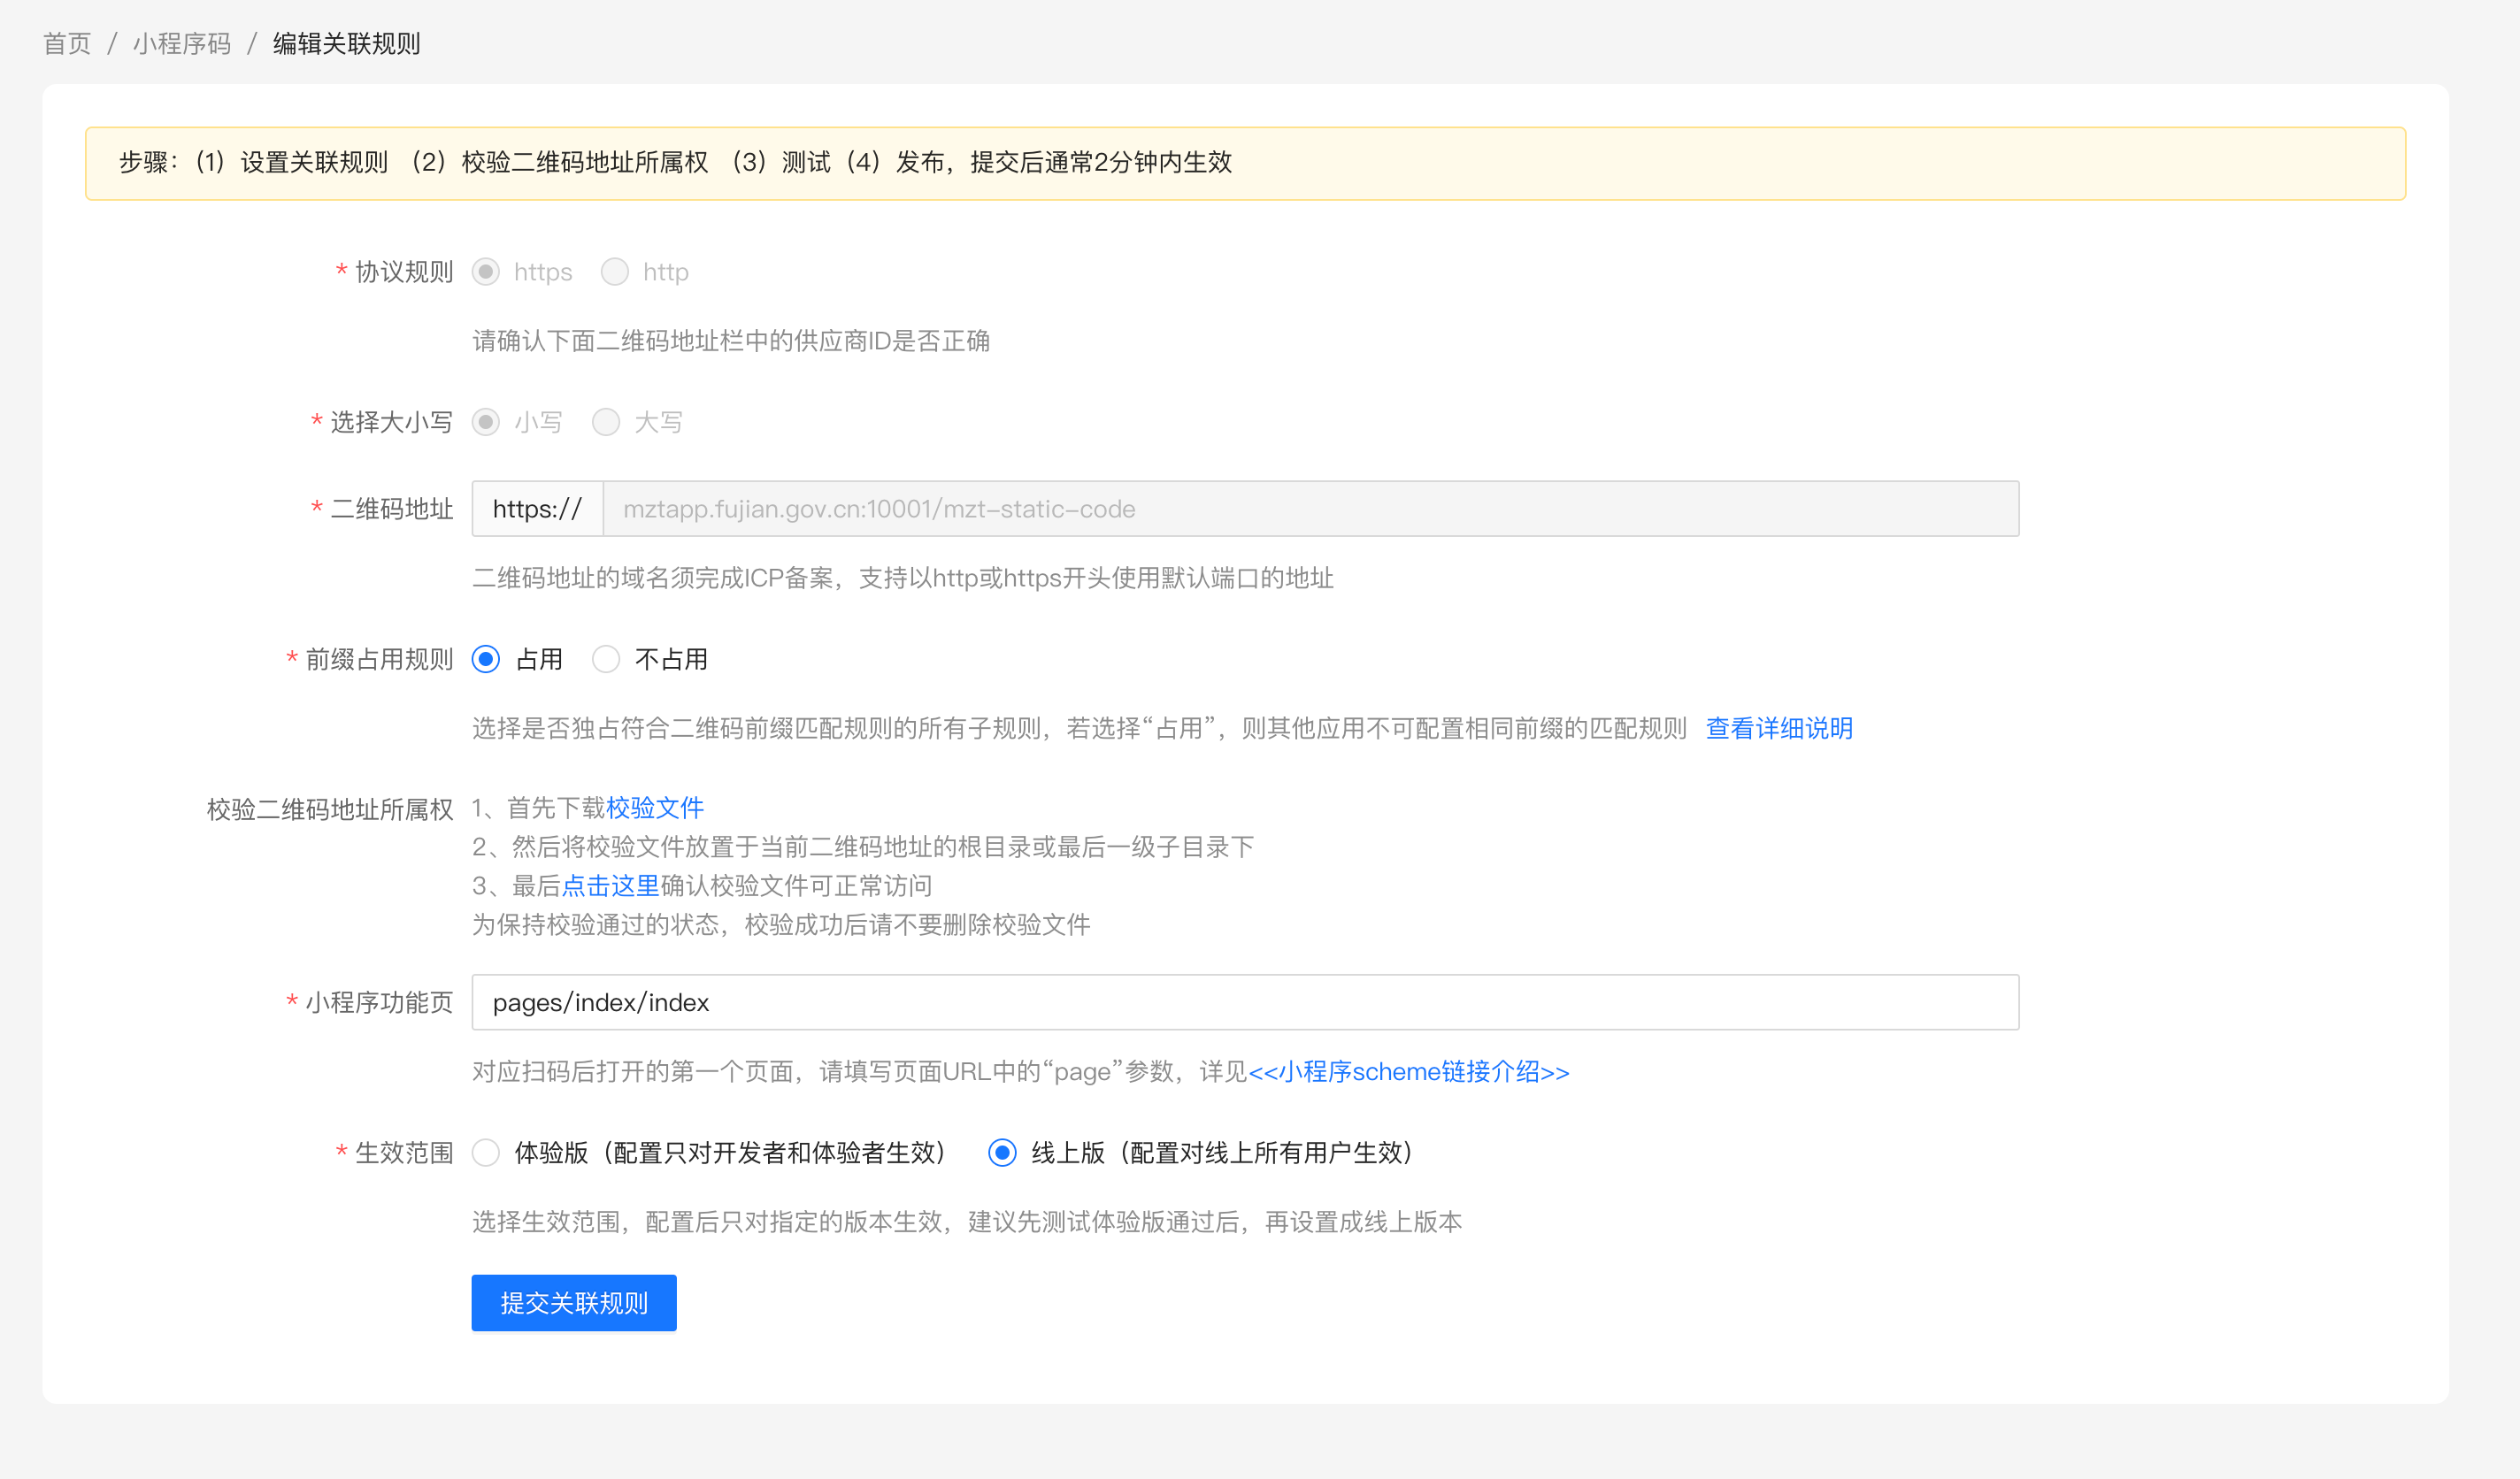 首页 / 小程序码 / 编辑关联规则
步骤：（1）设置关联规则 （2）校验二维码地址所属权 （3）测试（4）发布，提交后通常2分钟内生效
* 协议规则 https http
请确认下面二维码地址栏中的供应商ID是否正确
* 选择大小写 小写 大写
* 二维码地址 https:// mztapp.fujian.gov.cn:10001/mzt-static-code
二维码地址的域名须完成ICP备案，支持以http或https开头使用默认端口的地址
* 前缀占用规则 占用 不占用
选择是否独占符合二维码前缀匹配规则的所有子规则，若选择“占用”，则其他应用不可配置相同前缀的匹配规则 查看详细说明
校验二维码地址所属权 1、首先下载校验文件
2、然后将校验文件放置于当前二维码地址的根目录或最后一级子目录下
3、最后点击这里确认校验文件可正常访问
为保持校验通过的状态，校验成功后请不要删除校验文件
* 小程序功能页 pages/index/index
对应扫码后打开的第一个页面，请填写页面URL中的“page”参数，详见<<小程序scheme链接介绍>>
* 生效范围 体验版（配置只对开发者和体验者生效） 线上版（配置对线上所有用户生效）
选择生效范围，配置后只对指定的版本生效，建议先测试体验版通过后，再设置成线上版本
提交关联规则